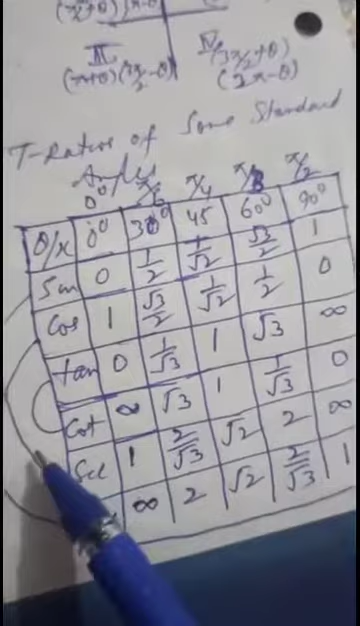 III IV
(π+θ) (3π/2-θ) (3π/2+θ)
(2π-θ)
T-Ratios of Some Standard
Angles
0° π/6 π/4 π/3 π/2
θ/x 0° 30° 45 60° 90°
Sin 0 1/2 1/√2 √3/2 1
Cos 1 √3/2 1/√2 1/2 0
tan 0 1/√3 1 √3 ∞
Cot ∞ √3 1 1/√3 0
Sec 1 2/√3 √2 2 ∞
∞ 2 √2 2/√3 1